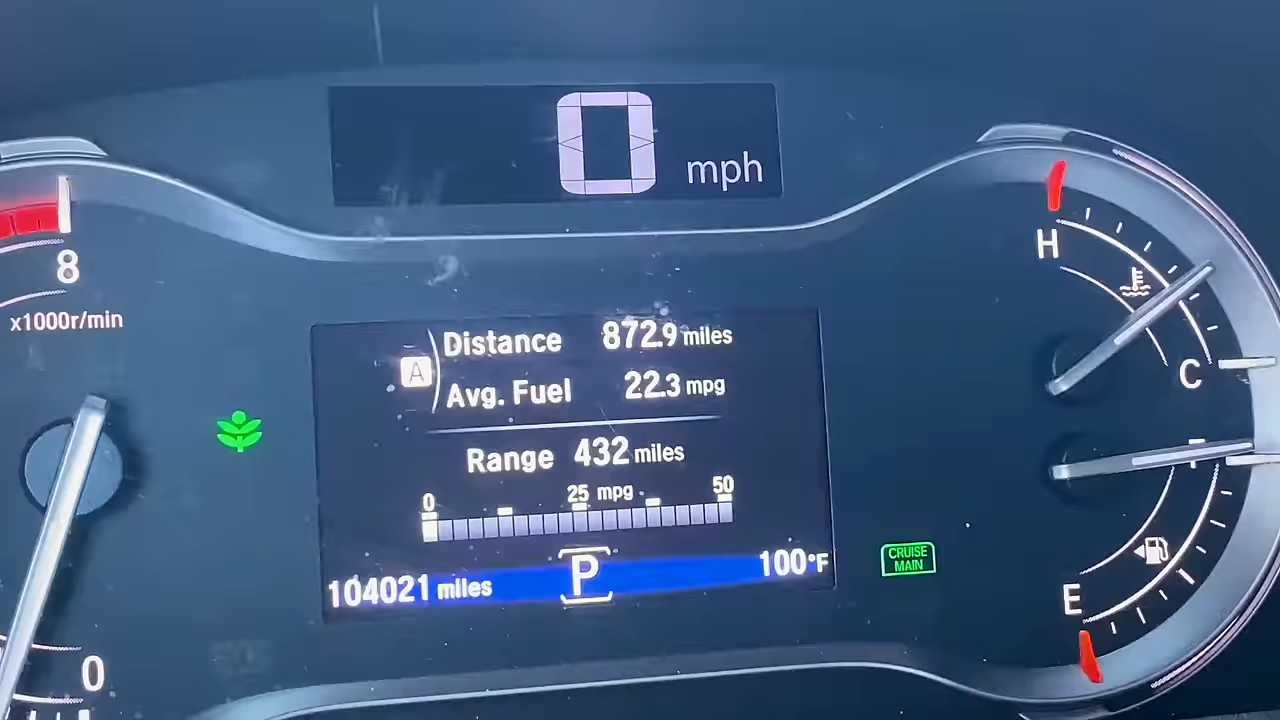 0 mph
8
x1000r/min
H
C
A
Distance 872.9 miles
Avg. Fuel 22.3 mpg
Range 432 miles
0 25 mpg 50
104021 miles P 100°F
CRUISE
MAIN
E
0